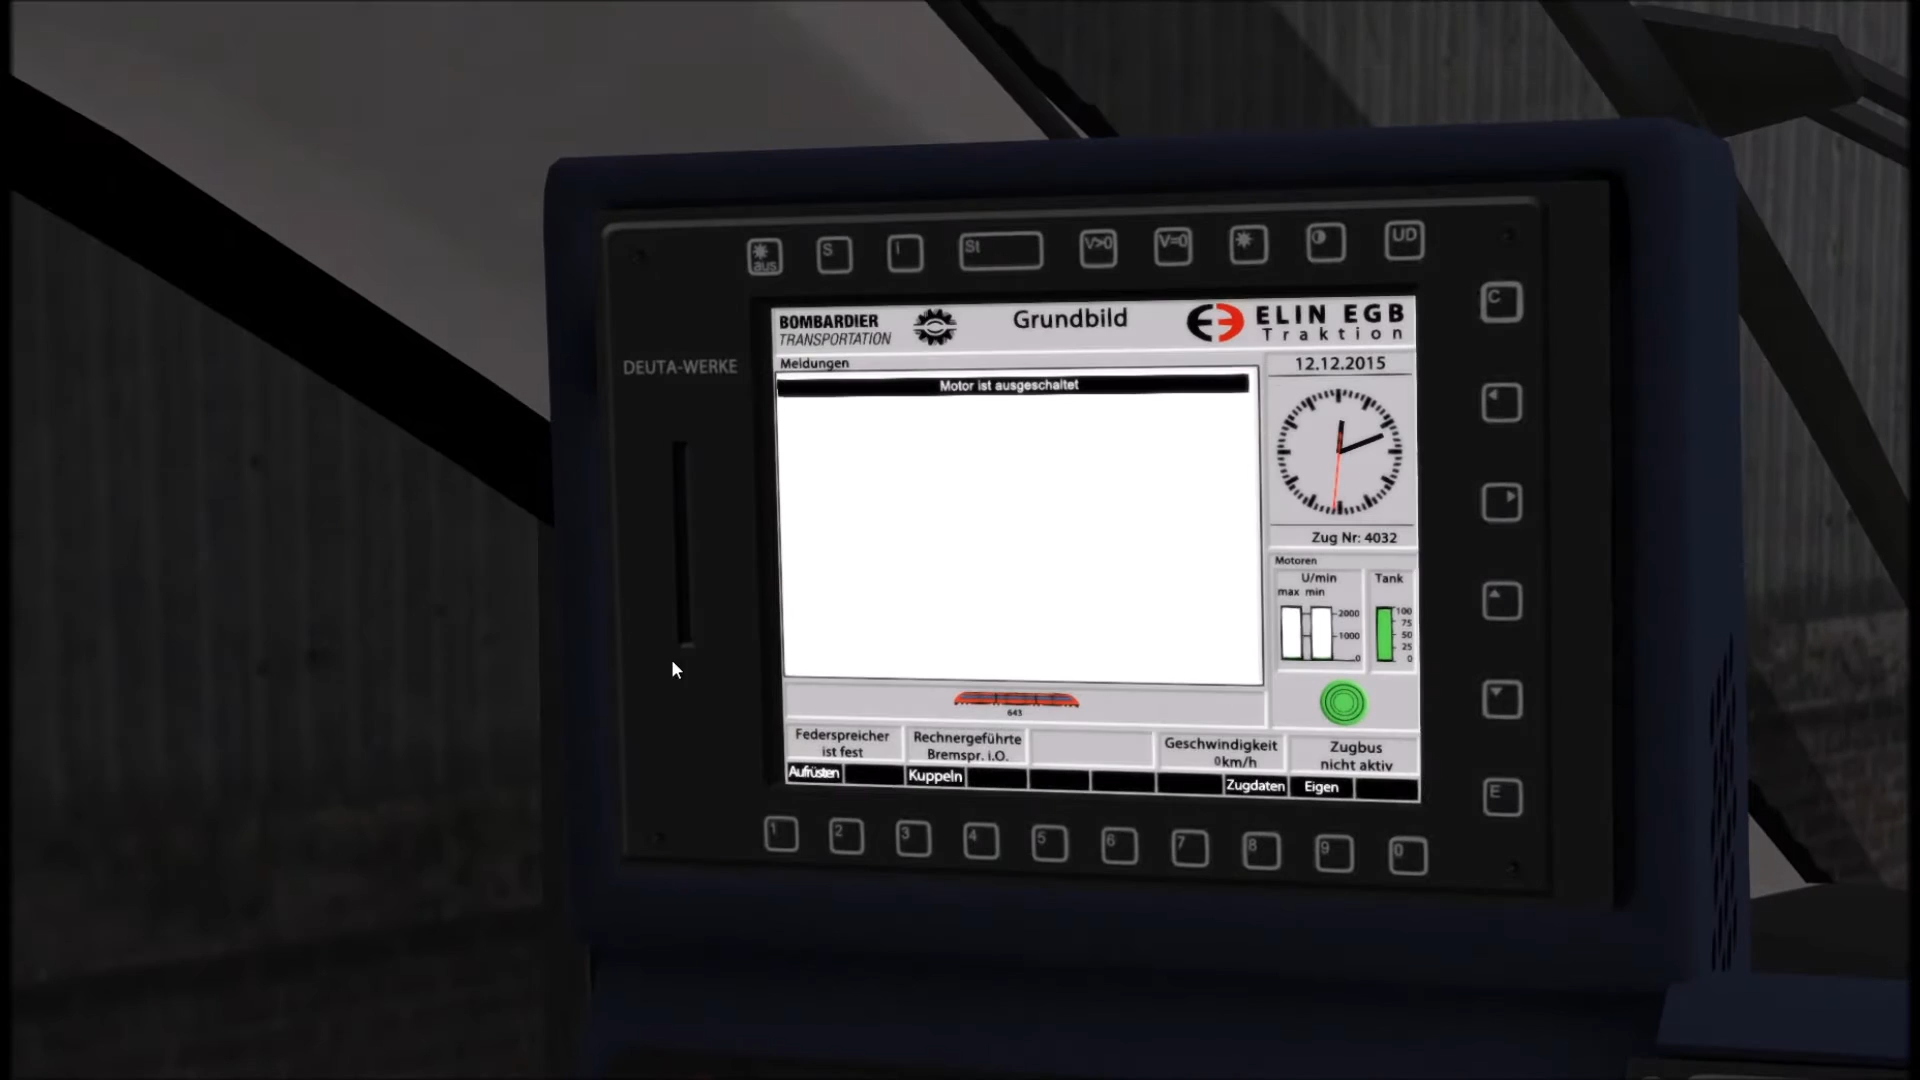 aus
S
I
St
V>0
V=0
UD
C
DEUTA-WERKE
BOMBARDIER
TRANSPORTATION
Grundbild
ELIN EGB
Traktion
Meldungen
12.12.2015
Motor ist ausgeschaltet
Zug Nr: 4032
Motoren
U/min
Tank
max min
2000
1000
0
100
75
50
25
0
643
Federspreicher
ist fest
Rechnergeführte
Bremspr. i.O.
Geschwindigkeit
0km/h
Zugbus
nicht aktiv
Aufrüsten
Kuppeln
Zugdaten
Eigen
E
1
2
3
4
5
6
7
8
9
0